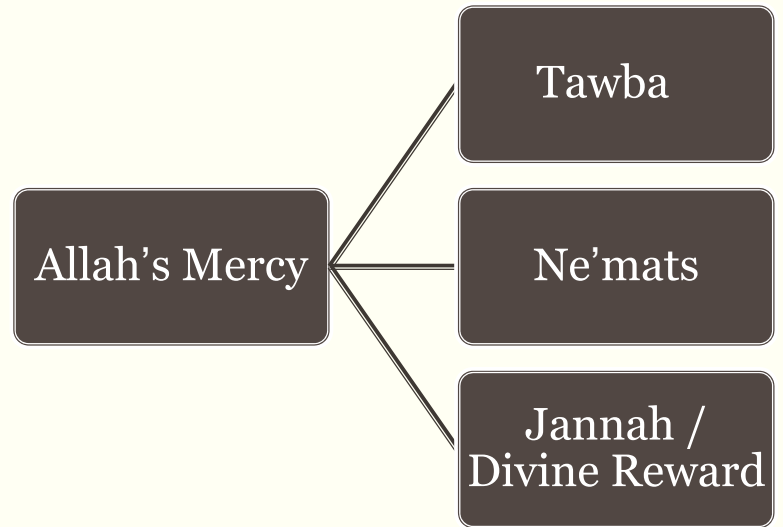 Allah’s Mercy
Tawba
Ne’mats
Jannah /
Divine Reward